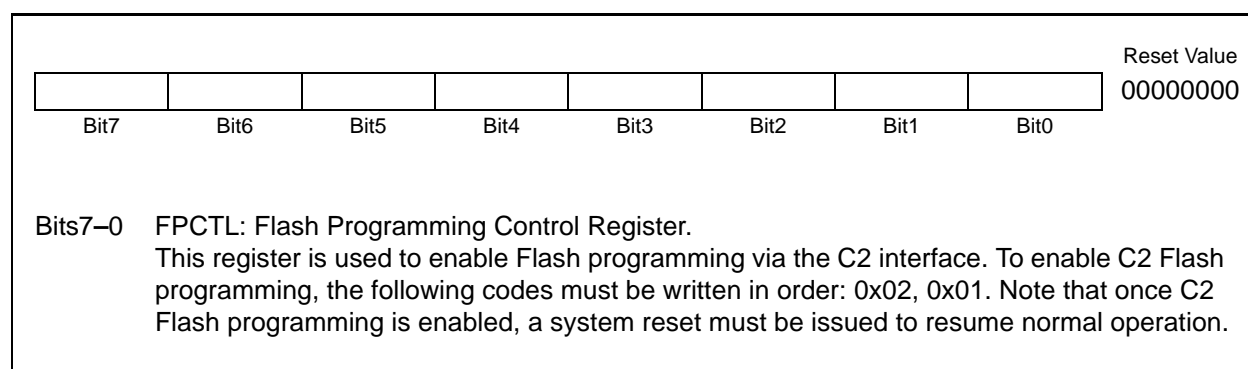 Reset Value
00000000
Bit7 Bit6 Bit5 Bit4 Bit3 Bit2 Bit1 Bit0
Bits7–0 FPCTL: Flash Programming Control Register.
This register is used to enable Flash programming via the C2 interface. To enable C2 Flash
programming, the following codes must be written in order: 0x02, 0x01. Note that once C2
Flash programming is enabled, a system reset must be issued to resume normal operation.